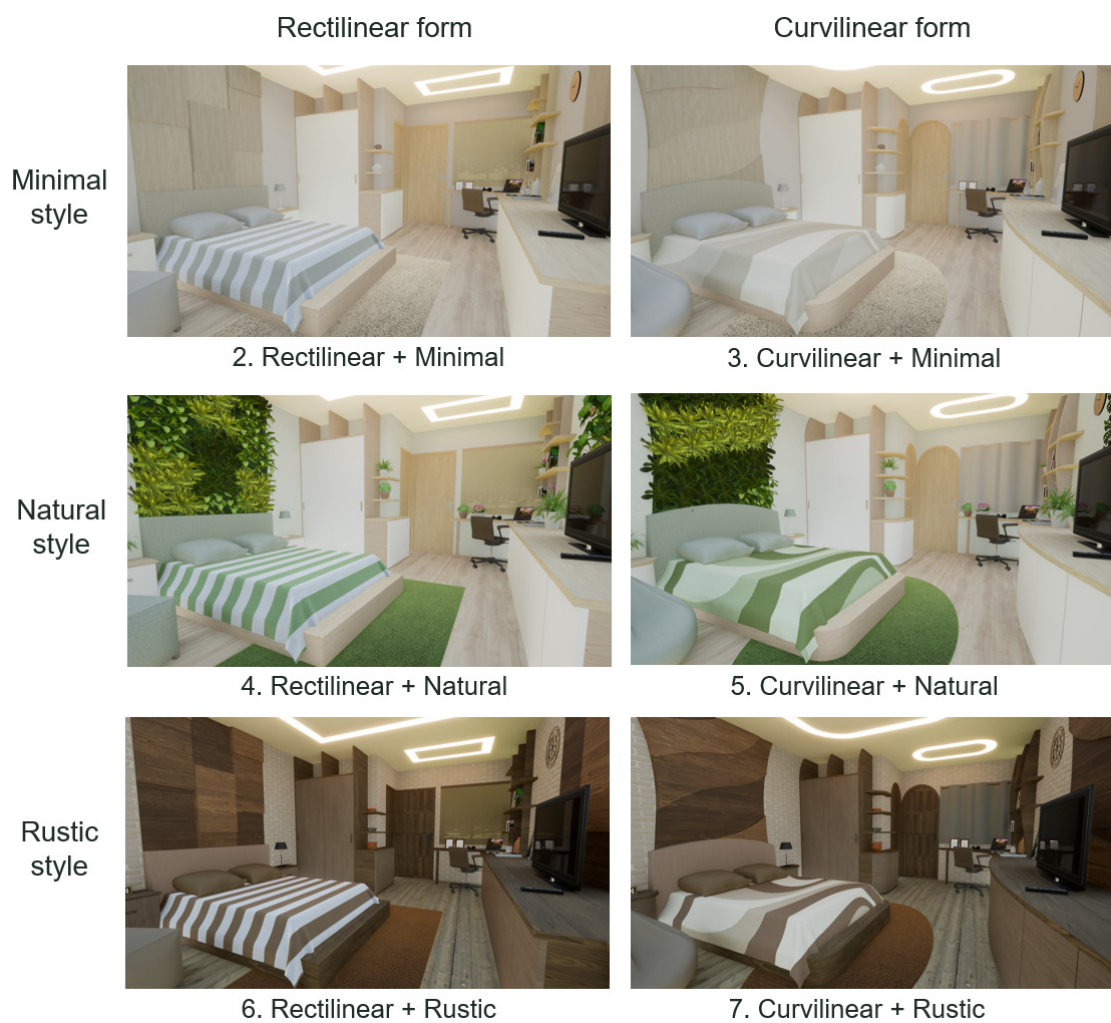 Rectilinear form
Curvilinear form
Minimal
style
2. Rectilinear + Minimal
3. Curvilinear + Minimal
Natural
style
4. Rectilinear + Natural
5. Curvilinear + Natural
Rustic
style
6. Rectilinear + Rustic
7. Curvilinear + Rustic